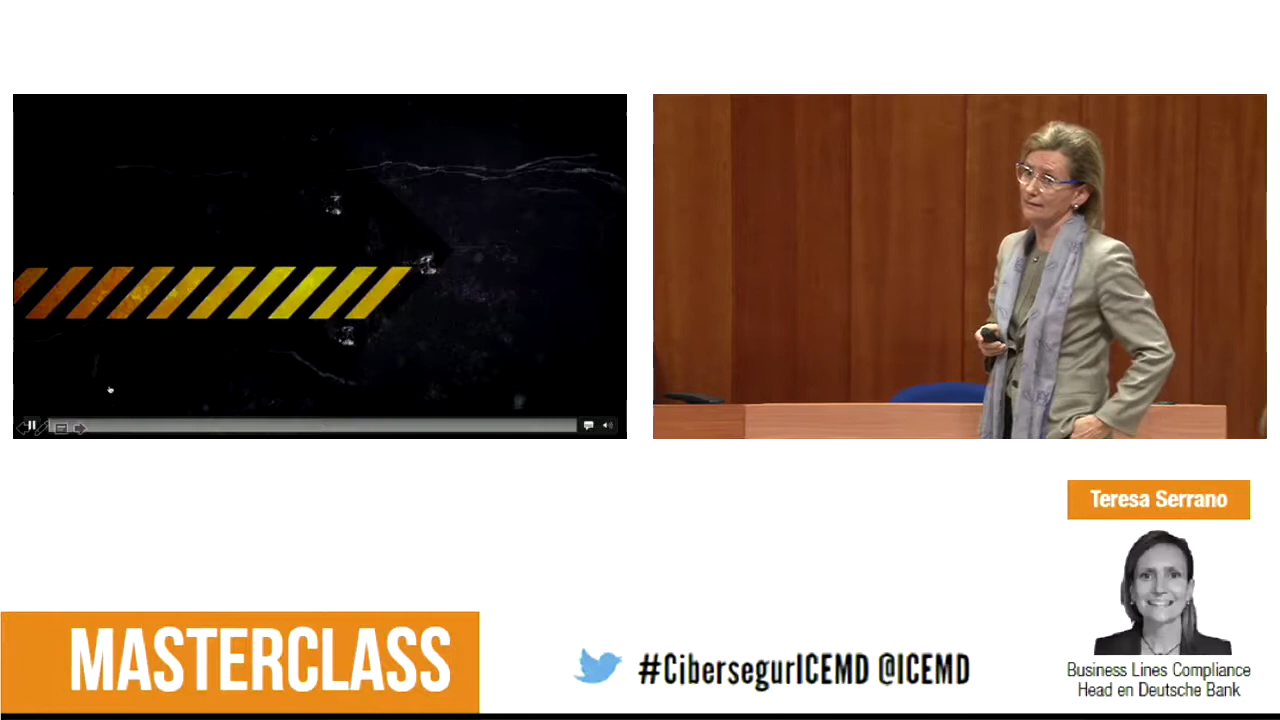 Teresa Serrano
MASTERCLASS
#CibersegurICEMD @ICEMD
Business Lines Compliance
Head en Deutsche Bank